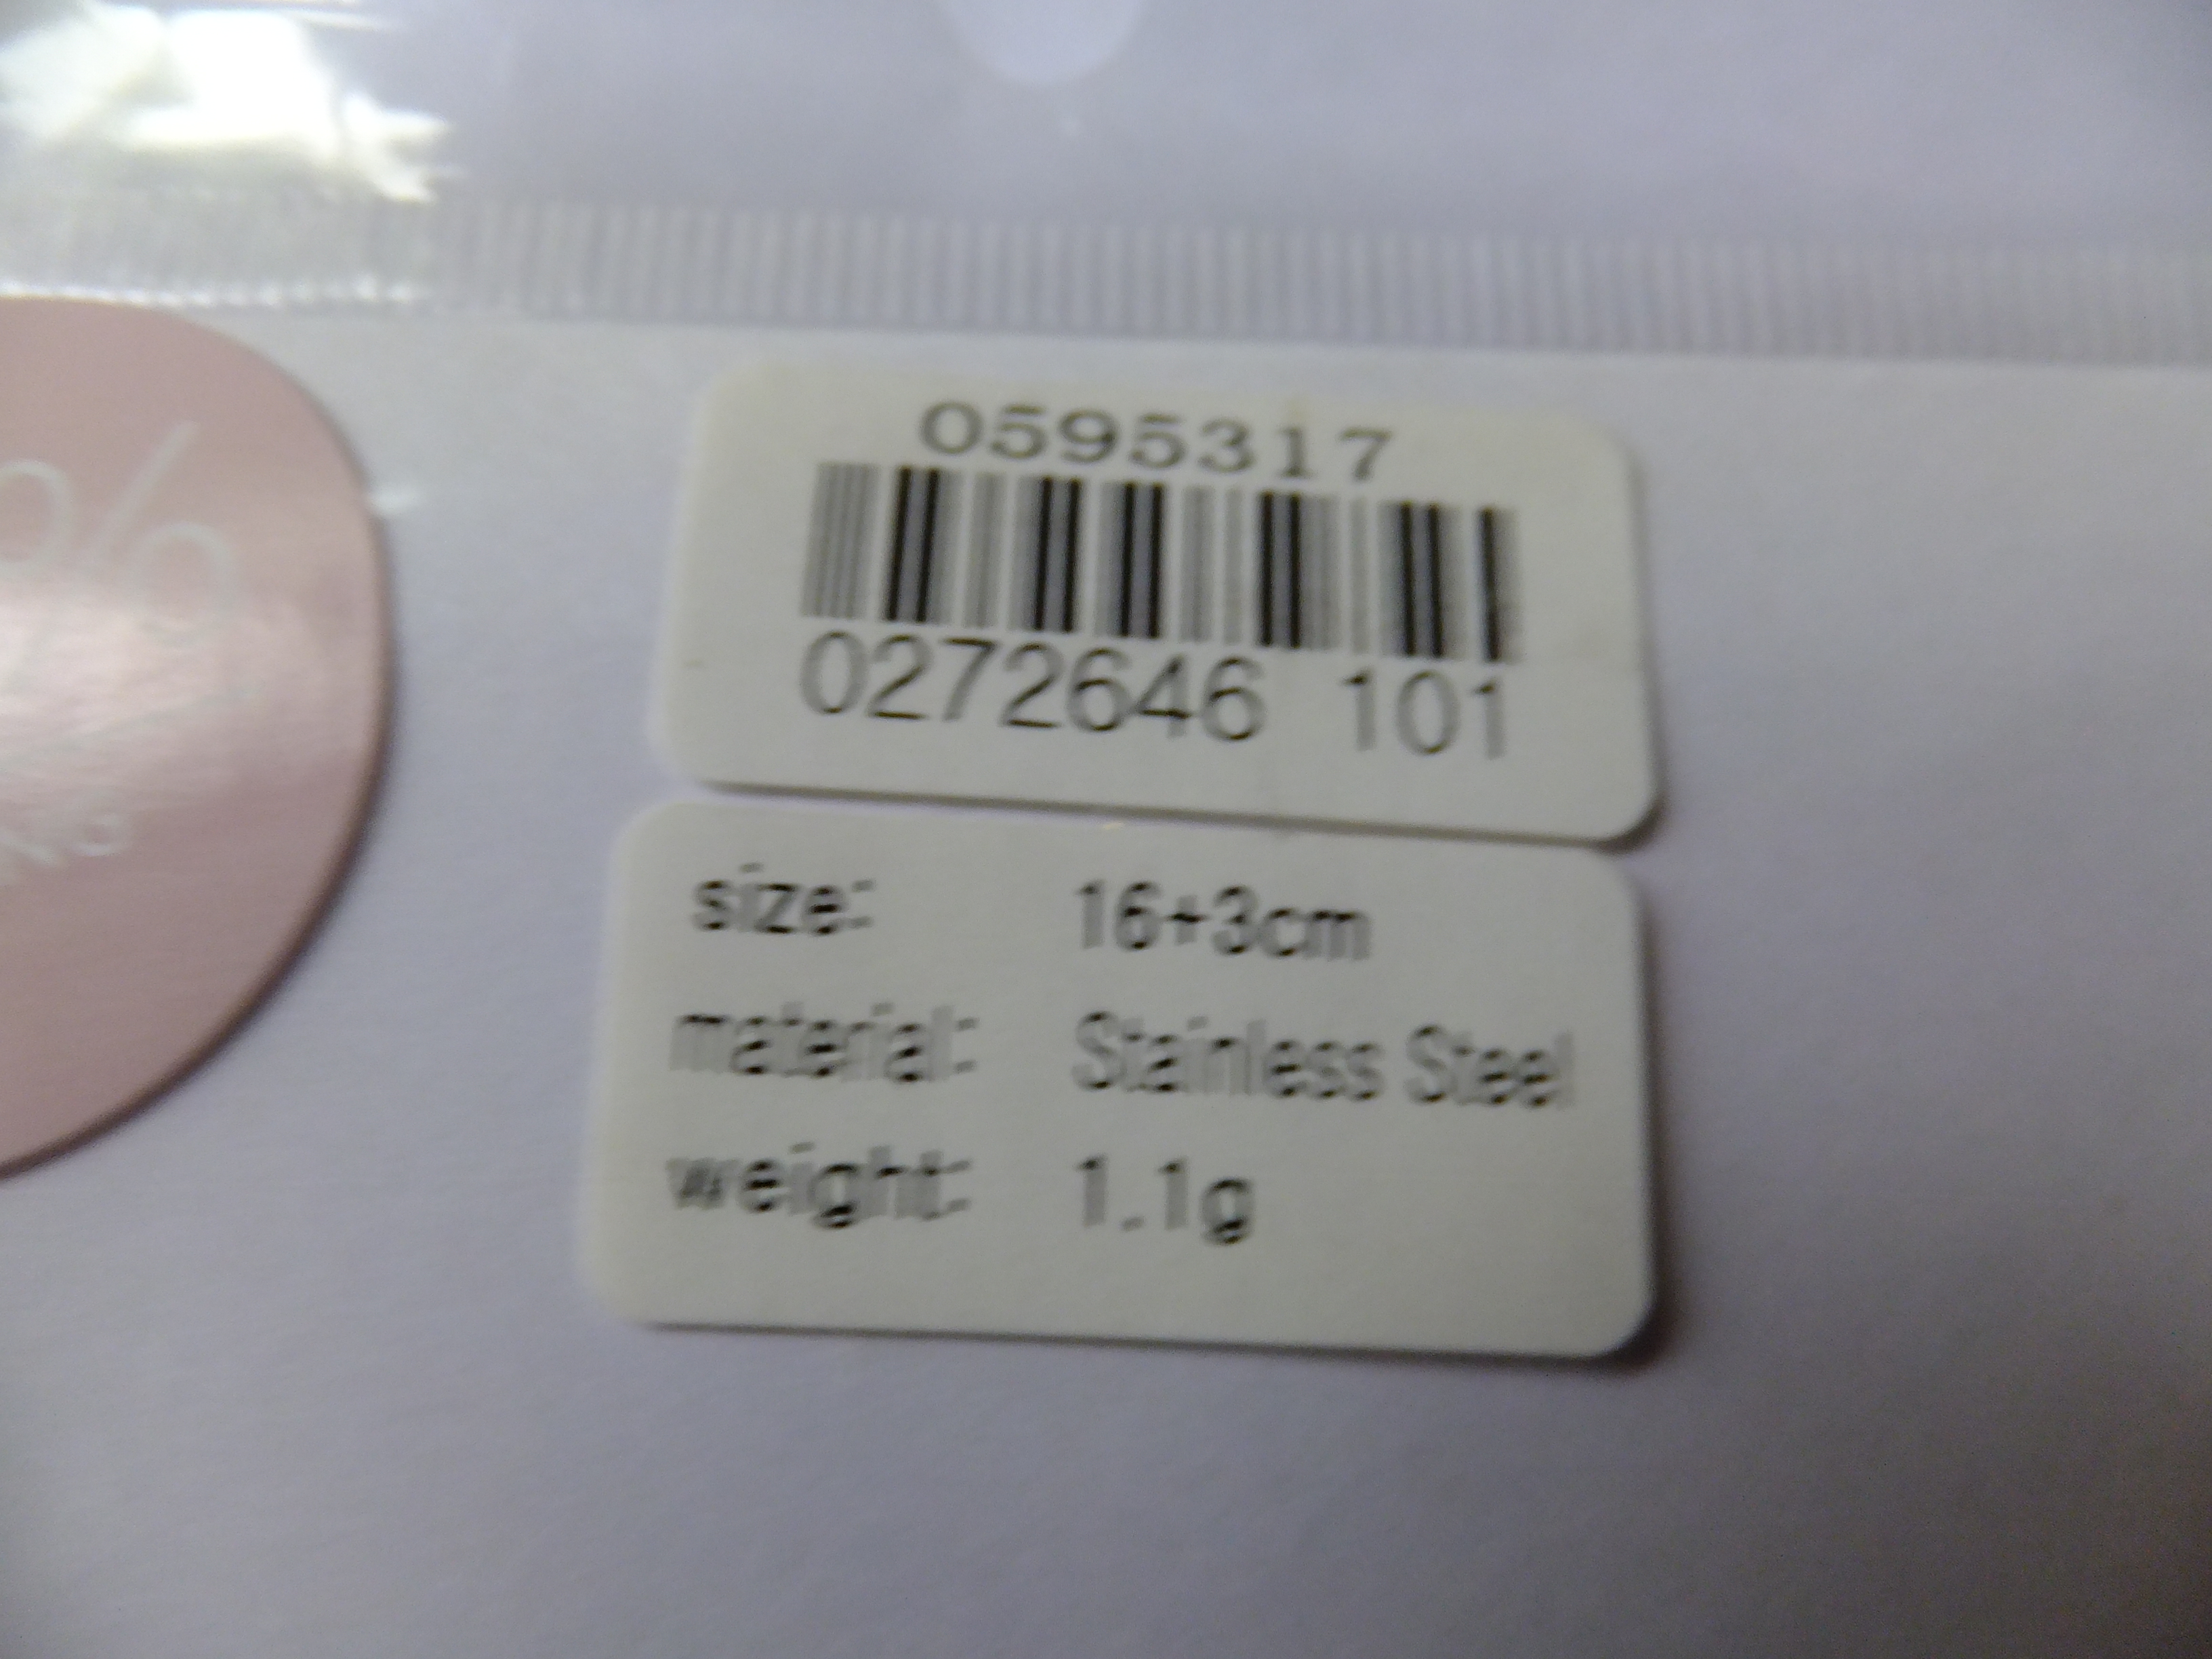 0595317
0272646 101
size: 16+3cm
material: Stainless Steel
weight: 1.1g